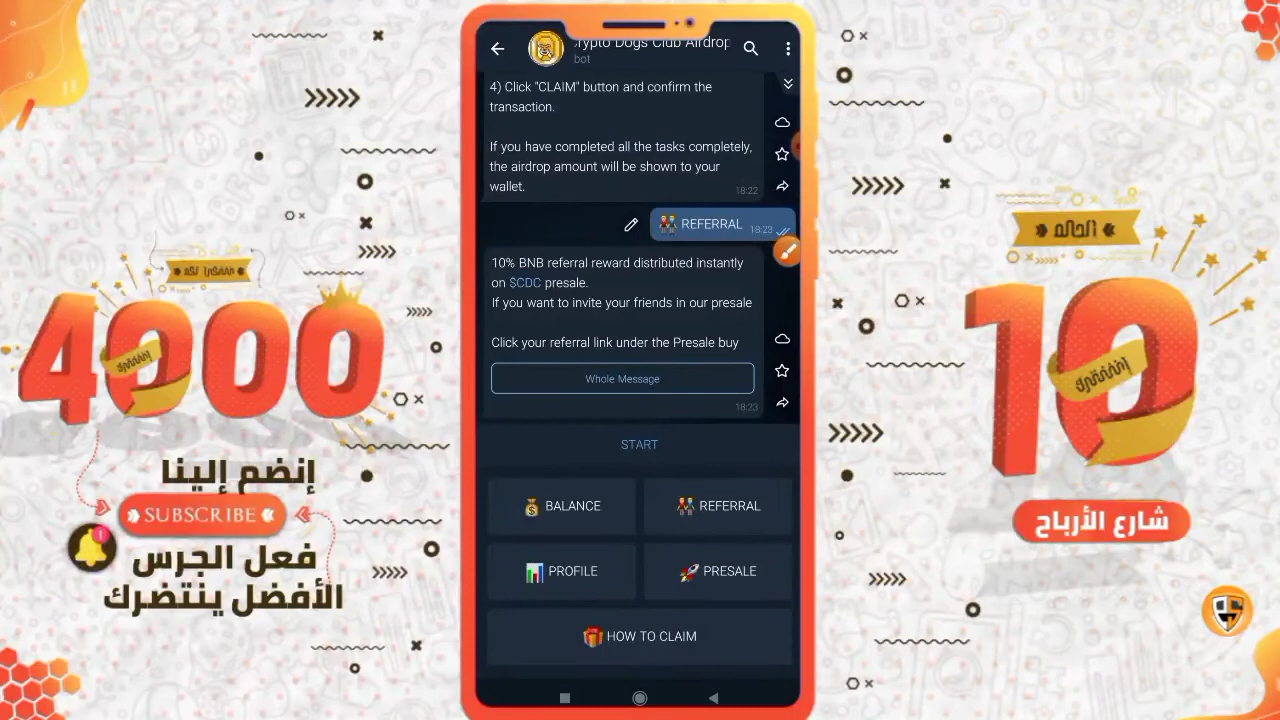 Crypto Dogs Club Airdrop
bot
4) Click "CLAIM" button and confirm the
transaction.
If you have completed all the tasks completely,
the airdrop amount will be shown to your
wallet.
18:22
REFERRAL
18:23
10% BNB referral reward distributed instantly
on $CDC presale.
If you want to invite your friends in our presale
Click your referral link under the Presale buy
Whole Message
18:23
START
BALANCE
REFERRAL
PROFILE
PRESALE
HOW TO CLAIM
4000
إنضم إلينا
SUBSCRIBE
1
فعل الجرس
الأفضل ينتضرك
10
شارع الأرباح